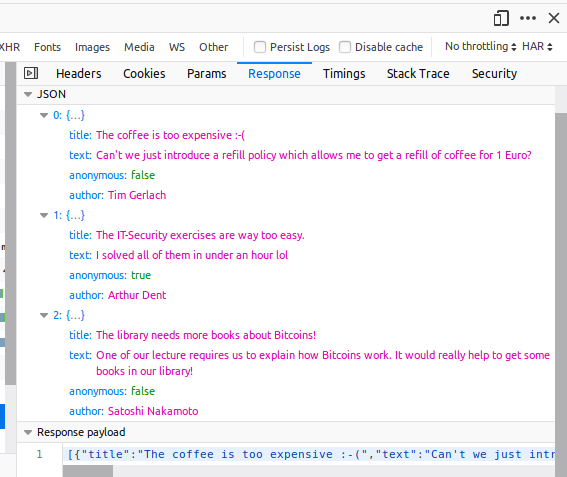 XHR Fonts Images Media WS Other Persist Logs Disable cache No throttling HAR
Headers Cookies Params Response Timings Stack Trace Security
JSON
0: {…}
title: The coffee is too expensive :-(
text: Can't we just introduce a refill policy which allows me to get a refill of coffee for 1 Euro?
anonymous: false
author: Tim Gerlach
1: {…}
title: The IT-Security exercises are way too easy.
text: I solved all of them in under an hour lol
anonymous: true
author: Arthur Dent
2: {…}
title: The library needs more books about Bitcoins!
text: One of our lecture requires us to explain how Bitcoins work. It would really help to get some
books in our library!
anonymous: false
author: Satoshi Nakamoto
Response payload
1 [{"title":"The coffee is too expensive :-(","text":"Can't we just intr